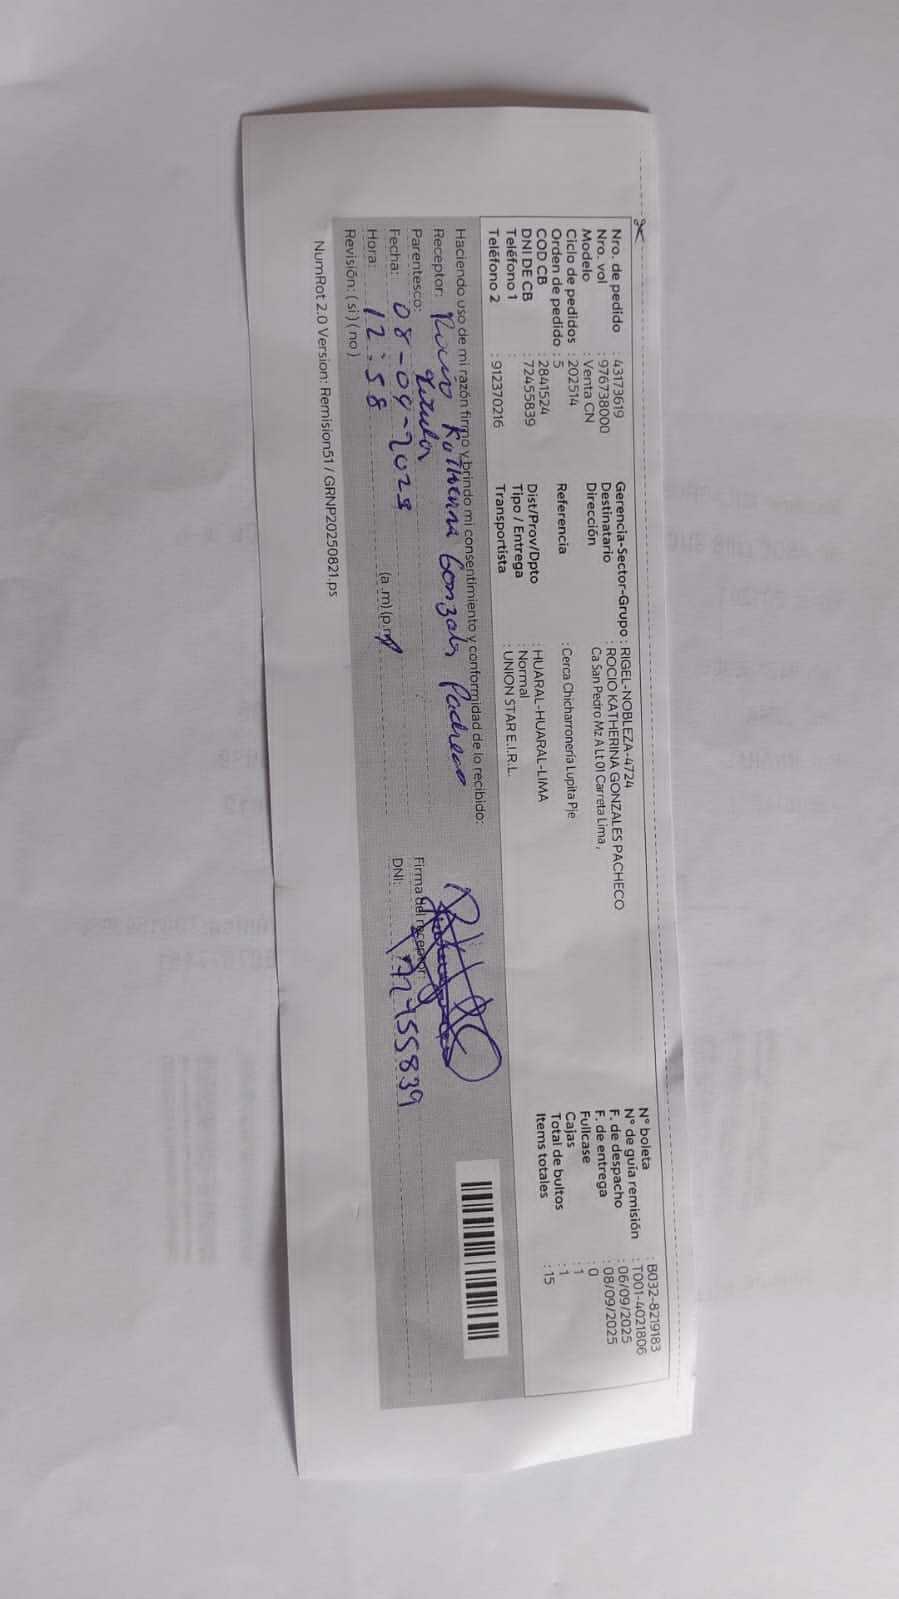 Nro. de pedido : 43173619
Nro. vol : 976738000
Modelo : Venta CN
Ciclo de pedidos : 202514
Orden de pedido : 5
COD CB : 2841524
DNI DE CB : 72455839
Teléfono 1 :
Teléfono 2 : 912370216
Gerencia-Sector-Grupo : RIGEL-NOBLEZA-4724
Destinatario : ROCIO KATHERINA GONZALES PACHECO
Dirección Ca San Pedro Mz A Lt 01 Carreta Lima ,
Referencia : Cerca Chicharronería Lupita Pje
Dist/Prov/Dpto : HUARAL-HUARAL-LIMA
Tipo / Entrega : Normal
Transportista : UNION STAR E.I.R.L.
N° boleta : B032-8219183
N° de guía remisión : T001-4021806
F. de despacho : 06/09/2025
F. de entrega : 08/09/2025
Fullcase : 0
Cajas : 1
Total de bultos : 1
Items totales : 15
Haciendo uso de mi razón firmo y brindo mi consentimiento y conformidad de lo recibido:
Receptor: Rocio Katherina Gonzales Pacheco
Parentesco: titular
Fecha: 08-09-2025
Hora: 12:58 (a.m) (p.m)
Revisión: ( si ) ( no )
Firma del receptor:
DNI: 72455839
NumRot 2.0 Version: Remision51 / GRNP20250821.ps